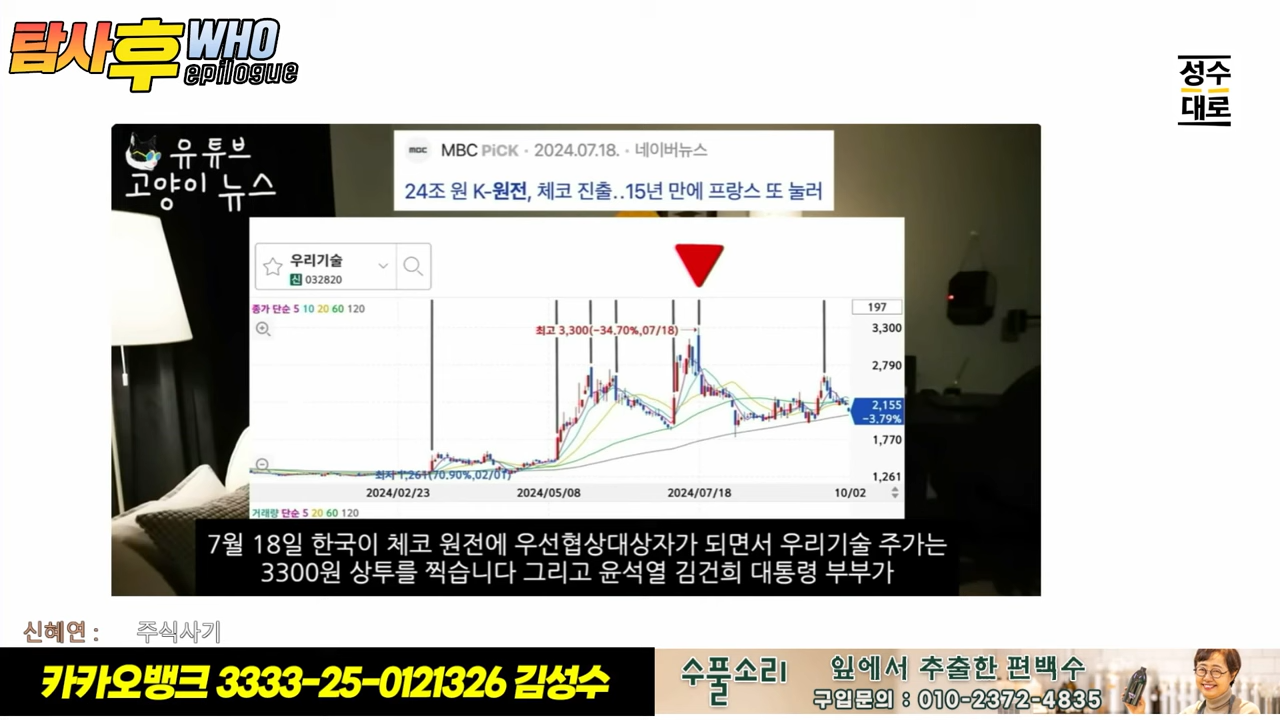 탐사후WHO
epilogue
성수
대로
유튜브
고양이 뉴스
MBC PiCK · 2024.07.18. · 네이버뉴스
24조 원 K-원전, 체코 진출..15년 만에 프랑스 또 눌러
우리기술
신 032820
종가 단순 5 10 20 60 120
197
최고 3,300(-34.70%,07/18)
3,300
2,790
2,155
-3.79%
1,770
최저 1,261(70.90%,02/01)
1,261
2024/02/23
2024/05/08
2024/07/18
10/02
거래량 단순 5 20 60 120
7월 18일 한국이 체코 원전에 우선협상대상자가 되면서 우리기술 주가는
3300원 상투를 찍습니다 그리고 윤석열 김건희 대통령 부부가
신혜연 : 주식사기
카카오뱅크 3333-25-0121326 김성수
수풀소리
잎에서 추출한 편백수
구입문의 : 010-2372-4835